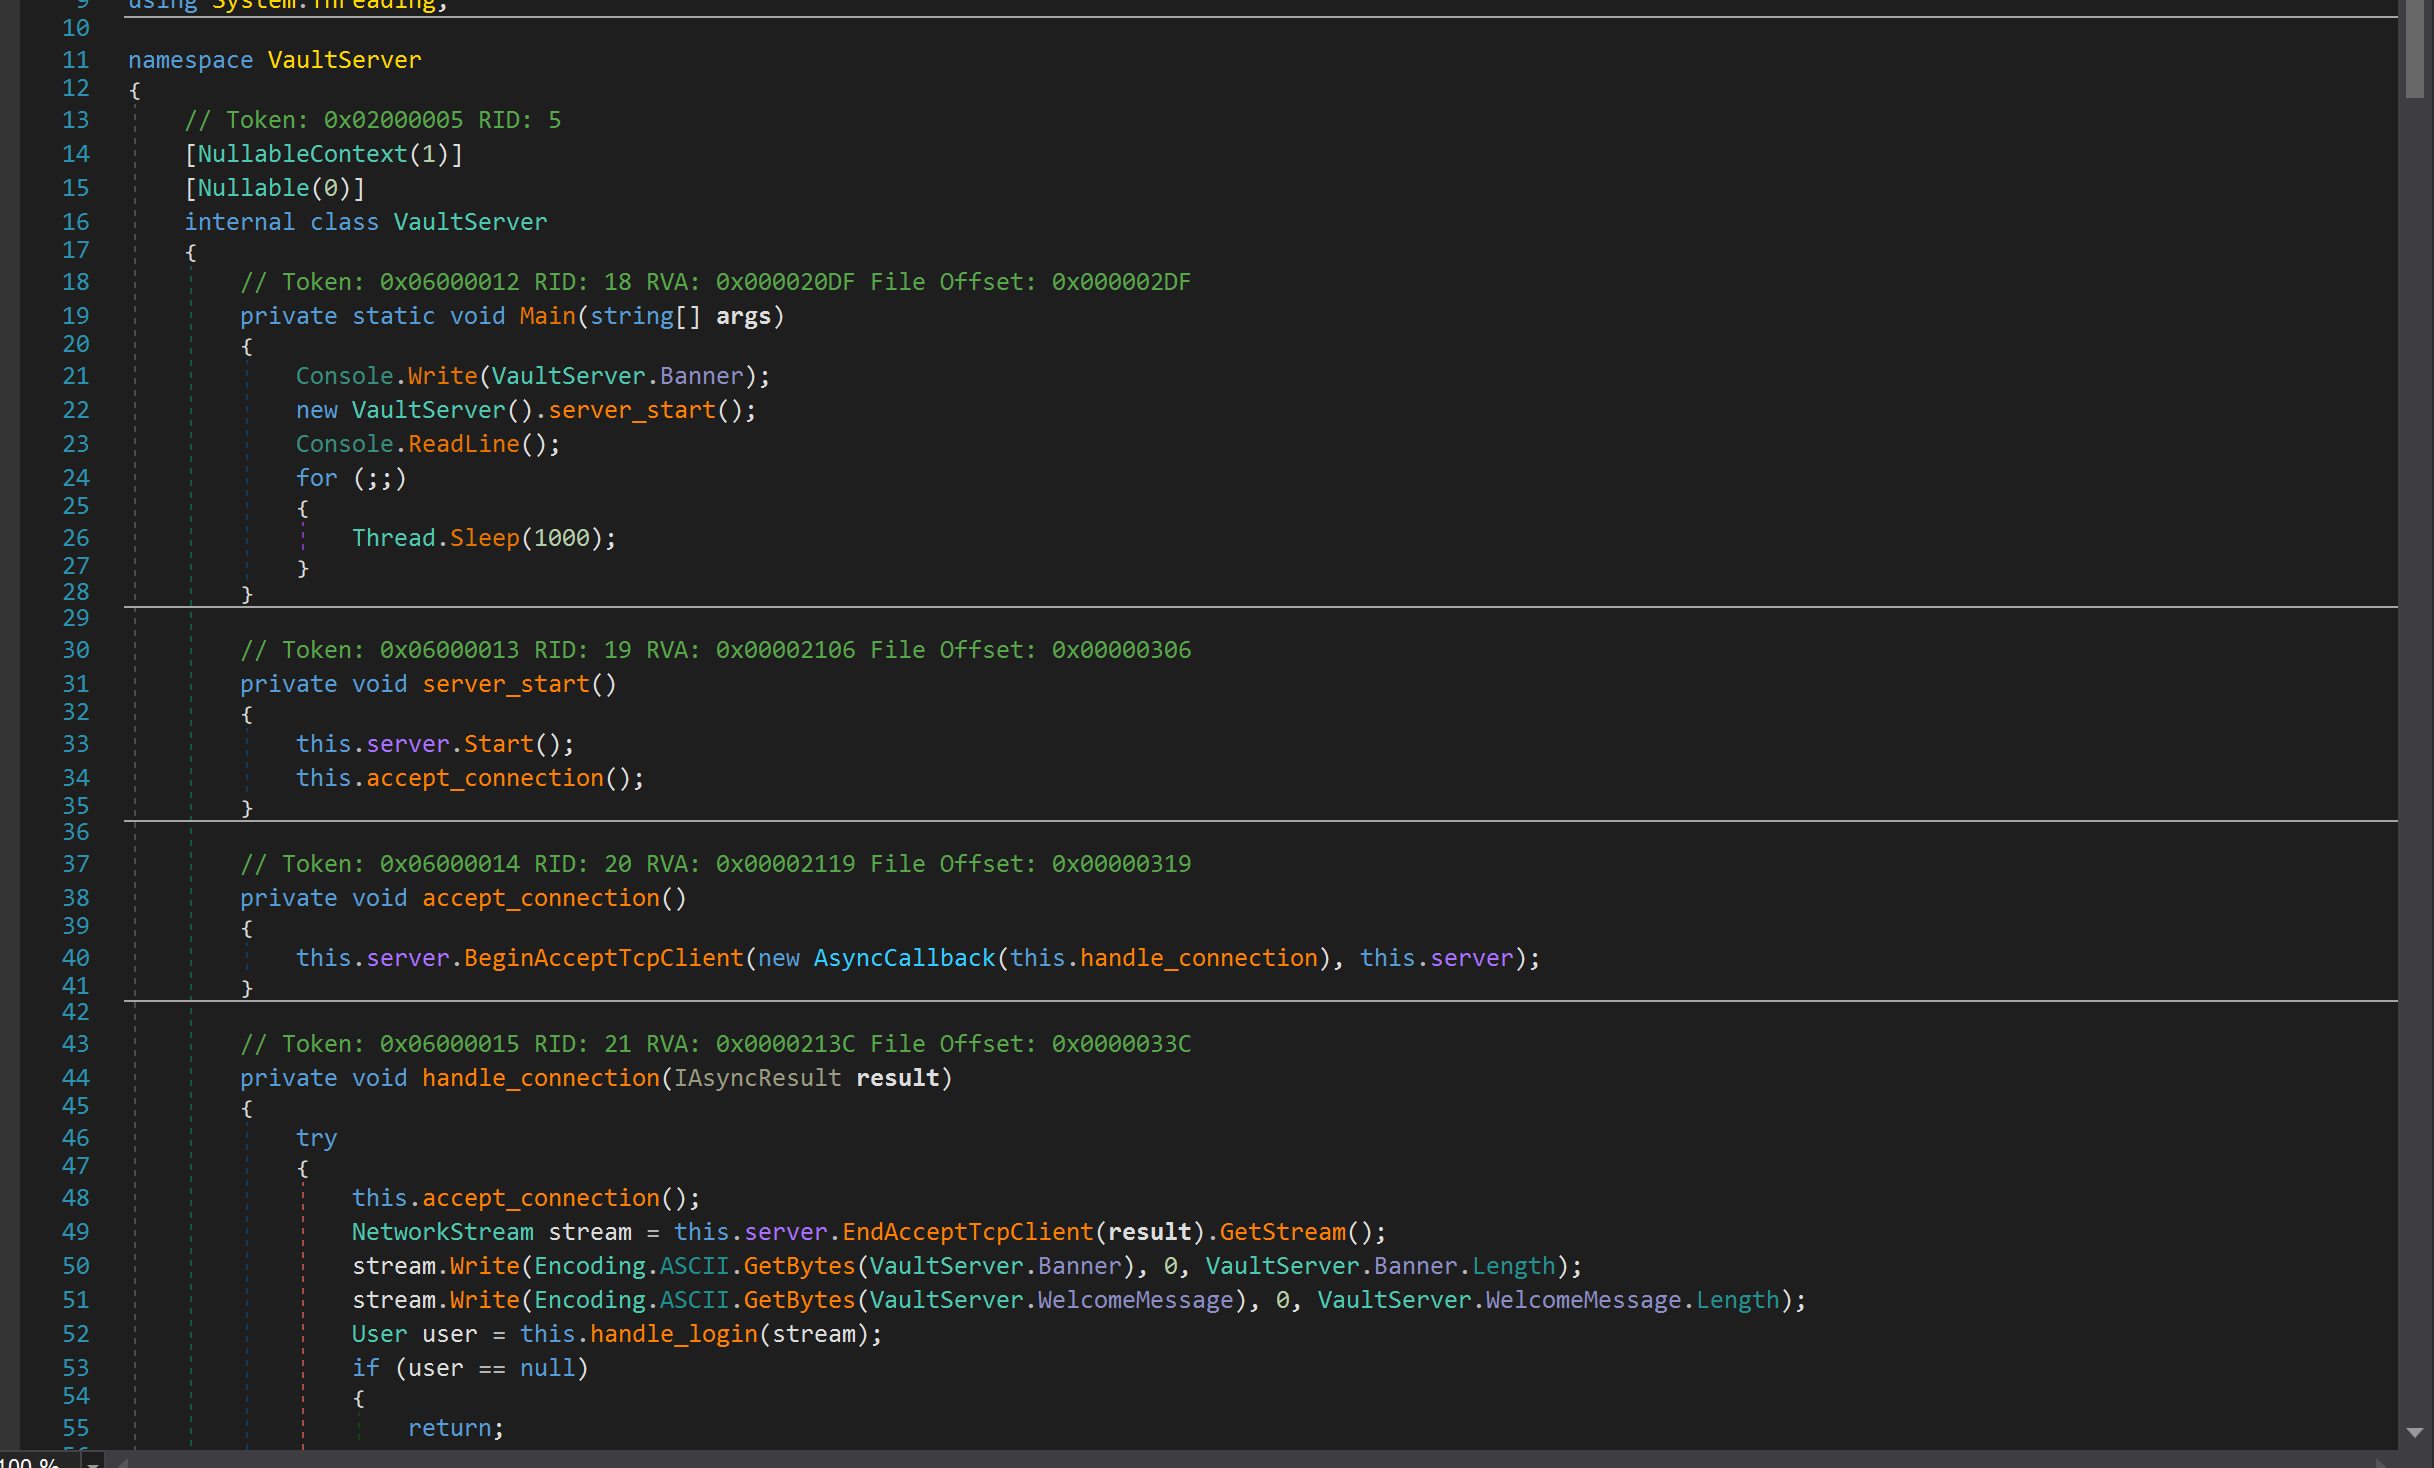 9 using System.Threading;
10
11 namespace VaultServer
12 {
13     // Token: 0x02000005 RID: 5
14     [NullableContext(1)]
15     [Nullable(0)]
16     internal class VaultServer
17     {
18         // Token: 0x06000012 RID: 18 RVA: 0x000020DF File Offset: 0x000002DF
19         private static void Main(string[] args)
20         {
21             Console.Write(VaultServer.Banner);
22             new VaultServer().server_start();
23             Console.ReadLine();
24             for (;;)
25             {
26                 Thread.Sleep(1000);
27             }
28         }
29
30         // Token: 0x06000013 RID: 19 RVA: 0x00002106 File Offset: 0x00000306
31         private void server_start()
32         {
33             this.server.Start();
34             this.accept_connection();
35         }
36
37         // Token: 0x06000014 RID: 20 RVA: 0x00002119 File Offset: 0x00000319
38         private void accept_connection()
39         {
40             this.server.BeginAcceptTcpClient(new AsyncCallback(this.handle_connection), this.server);
41         }
42
43         // Token: 0x06000015 RID: 21 RVA: 0x0000213C File Offset: 0x0000033C
44         private void handle_connection(IAsyncResult result)
45         {
46             try
47             {
48                 this.accept_connection();
49                 NetworkStream stream = this.server.EndAcceptTcpClient(result).GetStream();
50                 stream.Write(Encoding.ASCII.GetBytes(VaultServer.Banner), 0, VaultServer.Banner.Length);
51                 stream.Write(Encoding.ASCII.GetBytes(VaultServer.WelcomeMessage), 0, VaultServer.WelcomeMessage.Length);
52                 User user = this.handle_login(stream);
53                 if (user == null)
54                 {
55                     return;
100 %